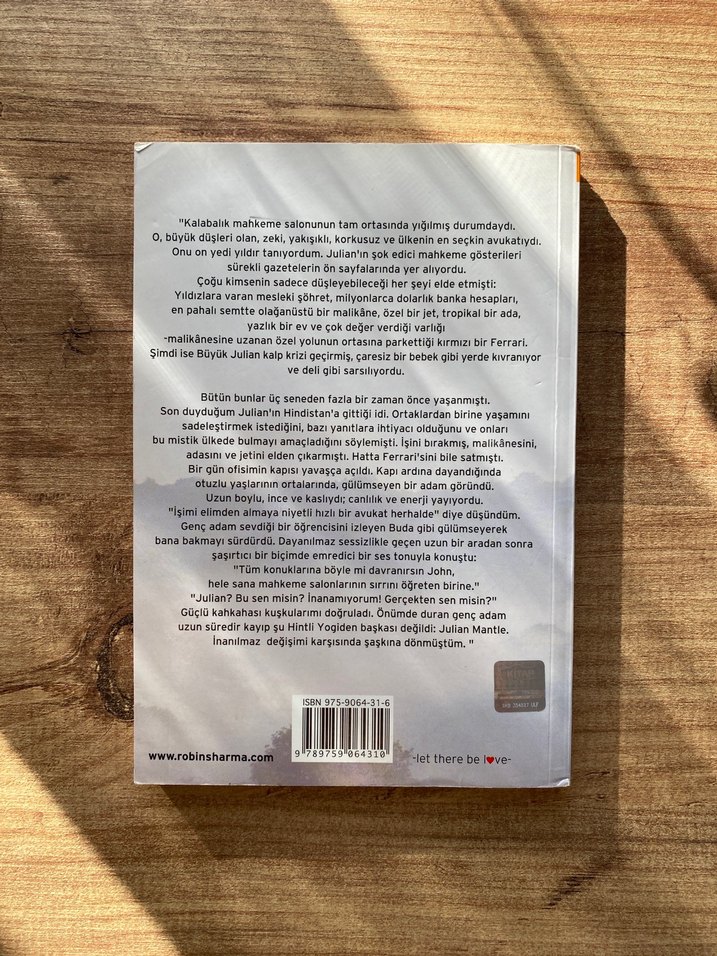 "Kalabalık mahkeme salonunun tam ortasında yığılmış durumdaydı.
O, büyük düşleri olan, zeki, yakışıklı, korkusuz ve ülkenin en seçkin avukatıydı.
Onu on yedi yıldır tanıyordum. Julian'ın şok edici mahkeme gösterileri
sürekli gazetelerin ön sayfalarında yer alıyordu.
Çoğu kimsenin sadece düşleyebileceği her şeyi elde etmişti:
Yıldızlara varan mesleki şöhret, milyonlarca dolarlık banka hesapları,
en pahalı semtte olağanüstü bir malikâne, özel bir jet, tropikal bir ada,
yazlık bir ev ve çok değer verdiği varlığı
-malikânesine uzanan özel yolunun ortasına parkettiği kırmızı bir Ferrari.
Şimdi ise Büyük Julian kalp krizi geçirmiş, çaresiz bir bebek gibi yerde kıvranıyor
ve deli gibi sarsılıyordu.
Bütün bunlar üç seneden fazla bir zaman önce yaşanmıştı.
Son duyduğum Julian'ın Hindistan'a gittiği idi. Ortaklardan birine yaşamını
sadeleştirmek istediğini, bazı yanıtlara ihtiyacı olduğunu ve onları
bu mistik ülkede bulmayı amaçladığını söylemişti. İşini bırakmış, malikânesini,
adasını ve jetini elden çıkarmıştı. Hatta Ferrari'sini bile satmıştı.
Bir gün ofisimin kapısı yavaşça açıldı. Kapı ardına dayandığında
otuzlu yaşlarının ortalarında, gülümseyen bir adam göründü.
Uzun boylu, ince ve kaslıydı; canlılık ve enerji yayıyordu.
"İşimi elimden almaya niyetli hızlı bir avukat herhalde" diye düşündüm.
Genç adam sevdiği bir öğrencisini izleyen Buda gibi gülümseyerek
bana bakmayı sürdürdü. Dayanılmaz sessizlikle geçen uzun bir aradan sonra
şaşırtıcı bir biçimde emredici bir ses tonuyla konuştu:
"Tüm konuklarına böyle mi davranırsın John,
hele sana mahkeme salonlarının sırrını öğreten birine."
"Julian? Bu sen misin? İnanamıyorum! Gerçekten sen misin?"
Güçlü kahkahası kuşkularımı doğruladı. Önümde duran genç adam
uzun süredir kayıp şu Hintli Yogiden başkası değildi: Julian Mantle.
İnanılmaz değişimi karşısında şaşkına dönmüştüm. "
KİTAP
ISBN 975-9064-31-6
9 789759 064310
www.robinsharma.com
-let there be l♥ve-